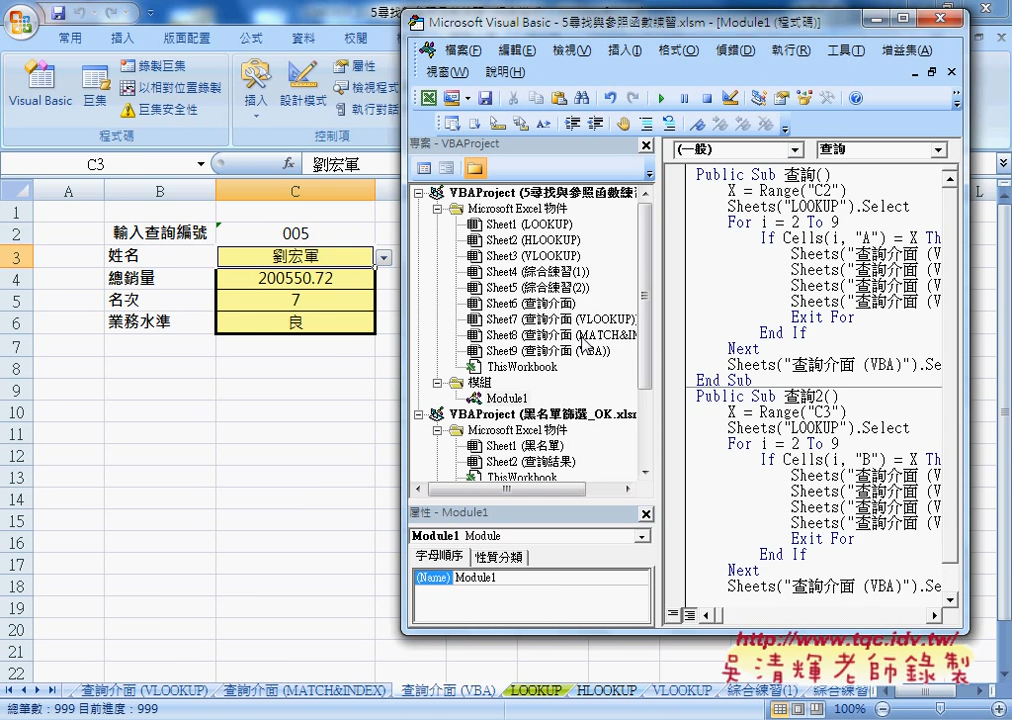 5尋找與參照函數練
常用 插入 版面配置 公式 資料 校閱
Visual Basic 巨集 錄製巨集 以相對位置錄製 巨集安全性 插入 設計模式 屬性 檢視程式碼 執行對話
程式碼 控制項
C3 fx 劉宏軍
A B C L
1
2 輸入查詢編號 005
3 姓名 劉宏軍
4 總銷量 200550.72
5 名次 7
6 業務水準 良
7
8
9
10
11
12
13
14
15
16
17
18
19
20
21
22
查詢介面 (VLOOKUP) 查詢介面 (MATCH&INDEX) 查詢介面 (VBA) LOOKUP HLOOKUP VLOOKUP 綜合練習(1) 綜合練習
總筆數：999 目前進度：999 100%
Microsoft Visual Basic - 5尋找與參照函數練習.xlsm - [Module1 (程式碼)]
檔案(F) 編輯(E) 檢視(V) 插入(I) 格式(O) 偵錯(D) 執行(R) 工具(T) 增益集(A)
視窗(W) 說明(H)
專案 - VBAProject
VBAProject (5尋找與參照函數練
Microsoft Excel 物件
Sheet1 (LOOKUP)
Sheet2 (HLOOKUP)
Sheet3 (VLOOKUP)
Sheet4 (綜合練習(1))
Sheet5 (綜合練習(2))
Sheet6 (查詢介面)
Sheet7 (查詢介面 (VLOOKUP)
Sheet8 (查詢介面 (MATCH&IN
Sheet9 (查詢介面 (VBA))
ThisWorkbook
模組
Module1
VBAProject (黑名單篩選_OK.xlsm
Microsoft Excel 物件
Sheet1 (黑名單)
Sheet2 (查詢結果)
ThisWorkbook
屬性 - Module1
Module1 Module
字母順序 性質分類
(Name) Module1
(一般) 查詢
Public Sub 查詢()
X = Range("C2")
Sheets("LOOKUP").Select
For i = 2 To 9
If Cells(i, "A") = X Th
Sheets("查詢介面 (V
Sheets("查詢介面 (V
Sheets("查詢介面 (V
Sheets("查詢介面 (V
Exit For
End If
Next
Sheets("查詢介面 (VBA)").Se
End Sub
Public Sub 查詢2()
X = Range("C3")
Sheets("LOOKUP").Select
For i = 2 To 9
If Cells(i, "B") = X Th
Sheets("查詢介面 (V
Sheets("查詢介面 (V
Sheets("查詢介面 (V
Sheets("查詢介面 (V
Exit For
End If
Next
Sheets("查詢介面 (VBA)").Se
http://www.tqc.idv.tw/
吳清輝老師錄製